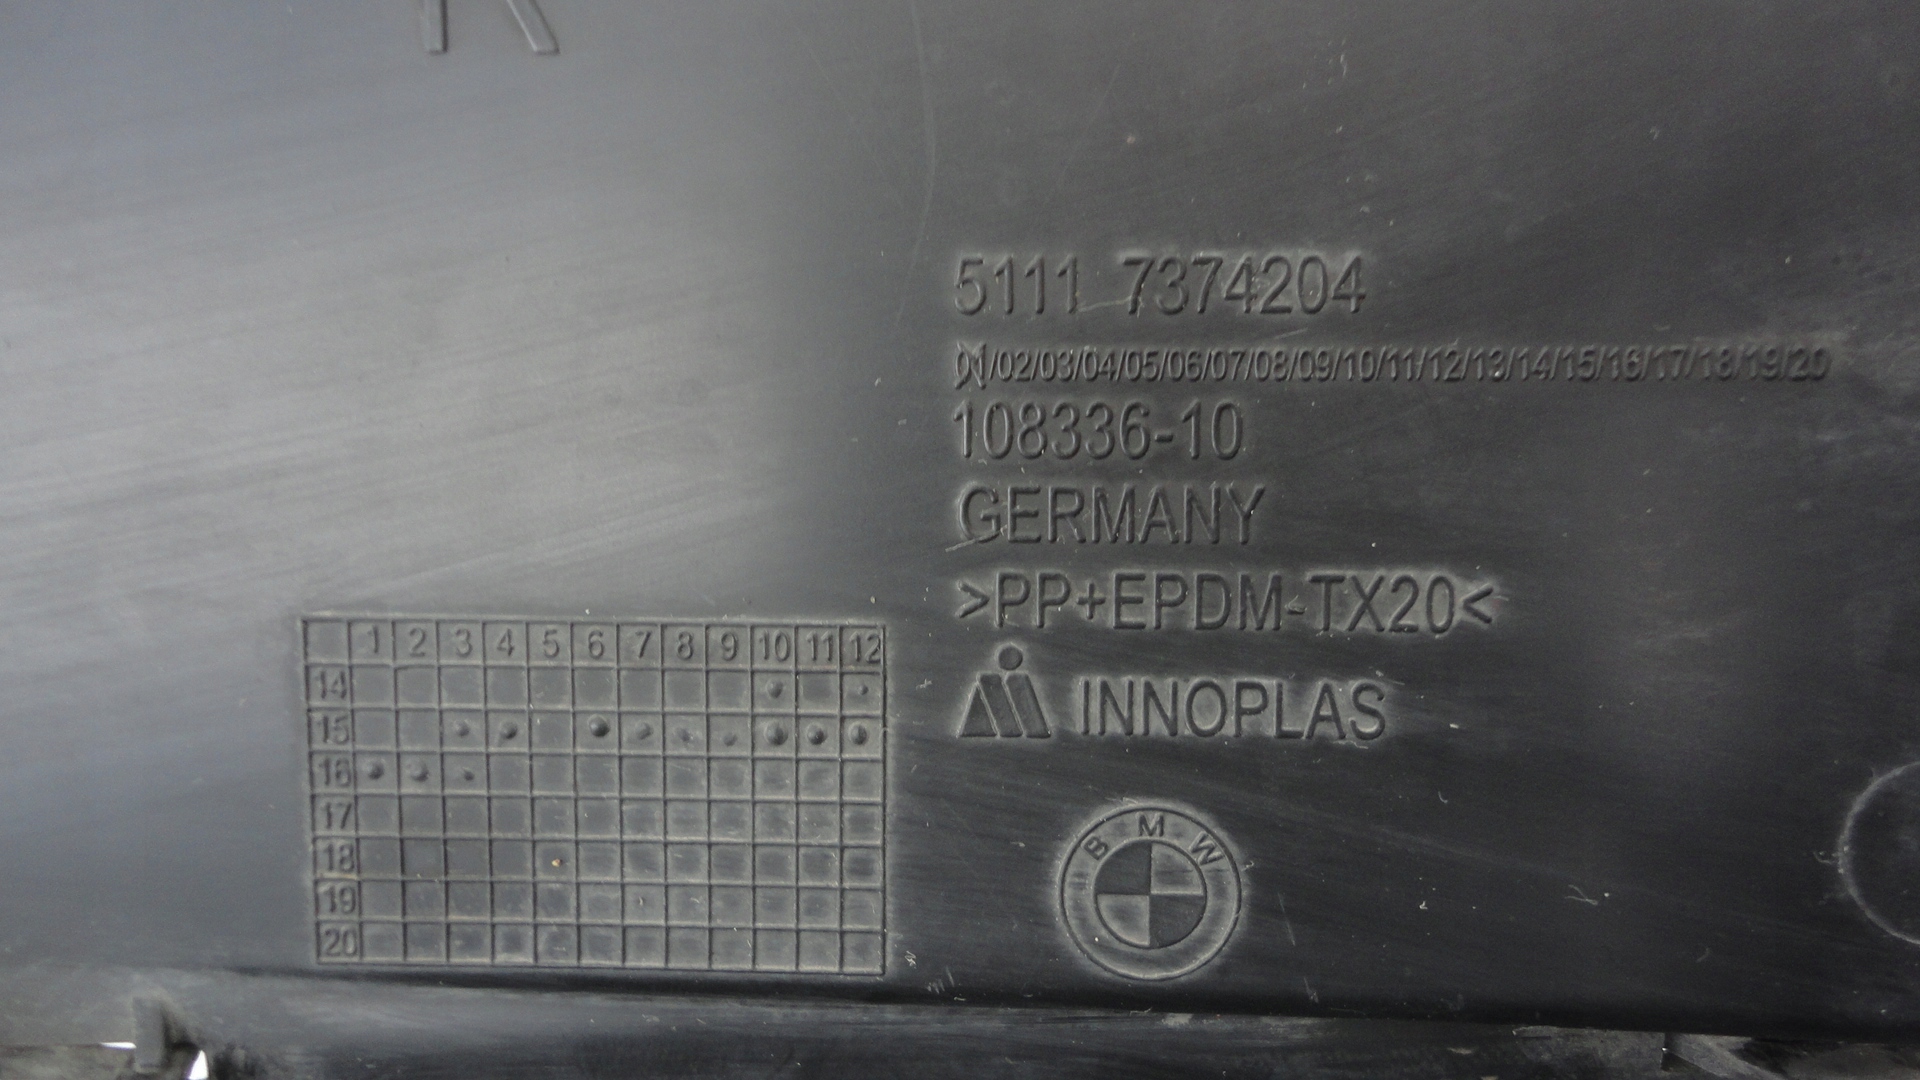 R
5111 7374204
01/02/03/04/05/06/07/08/09/10/11/12/13/14/15/16/17/18/19/20
108336-10
GERMANY
>PP+EPDM-TX20<
INNOPLAS
BMW
1 2 3 4 5 6 7 8 9 10 11 12
14
15
16
17
18
19
20